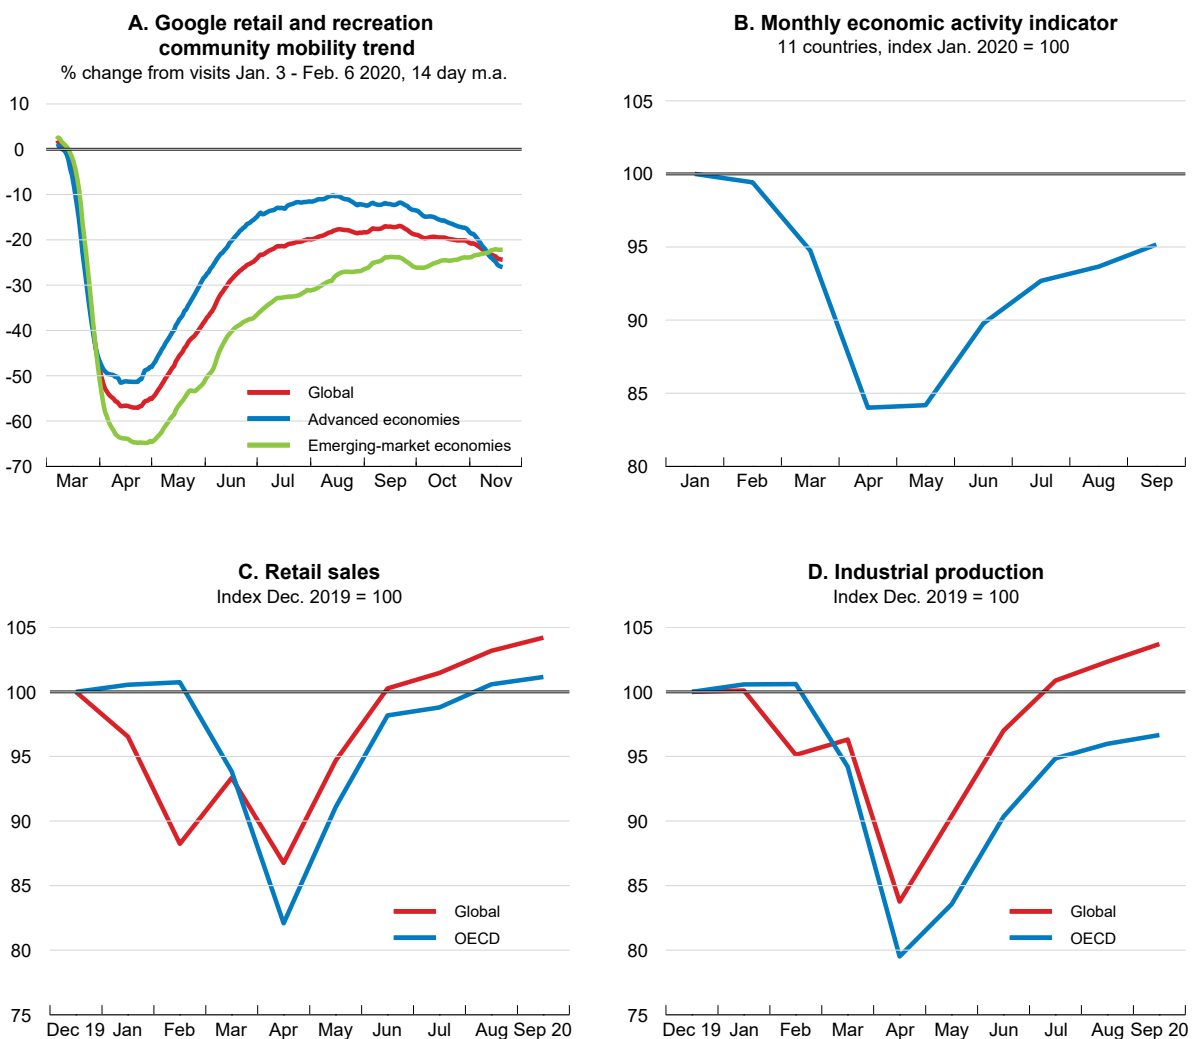 A. Google retail and recreation
community mobility trend
% change from visits Jan. 3 - Feb. 6 2020, 14 day m.a.
10
0
-10
-20
-30
-40
-50
-60
-70
Global
Advanced economies
Emerging-market economies
Mar Apr May Jun Jul Aug Sep Oct Nov
B. Monthly economic activity indicator
11 countries, index Jan. 2020 = 100
105
100
95
90
85
80
Jan Feb Mar Apr May Jun Jul Aug Sep
C. Retail sales
Index Dec. 2019 = 100
105
100
95
90
85
80
75
Global
OECD
Dec 19 Jan Feb Mar Apr May Jun Jul Aug Sep 20
D. Industrial production
Index Dec. 2019 = 100
105
100
95
90
85
80
75
Global
OECD
Dec 19 Jan Feb Mar Apr May Jun Jul Aug Sep 20